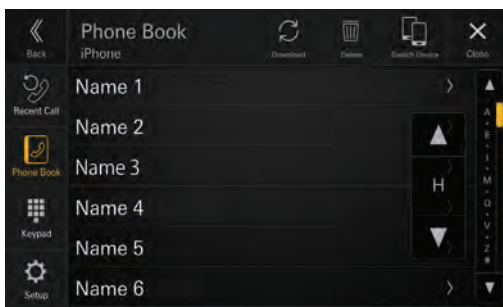 Back
Phone Book
iPhone
Download
Delete
Switch Device
Close
Recent Call
Phone Book
Keypad
Setup
Name 1
Name 2
Name 3
Name 4
Name 5
Name 6
H
A
E
I
M
Q
V
Z
#